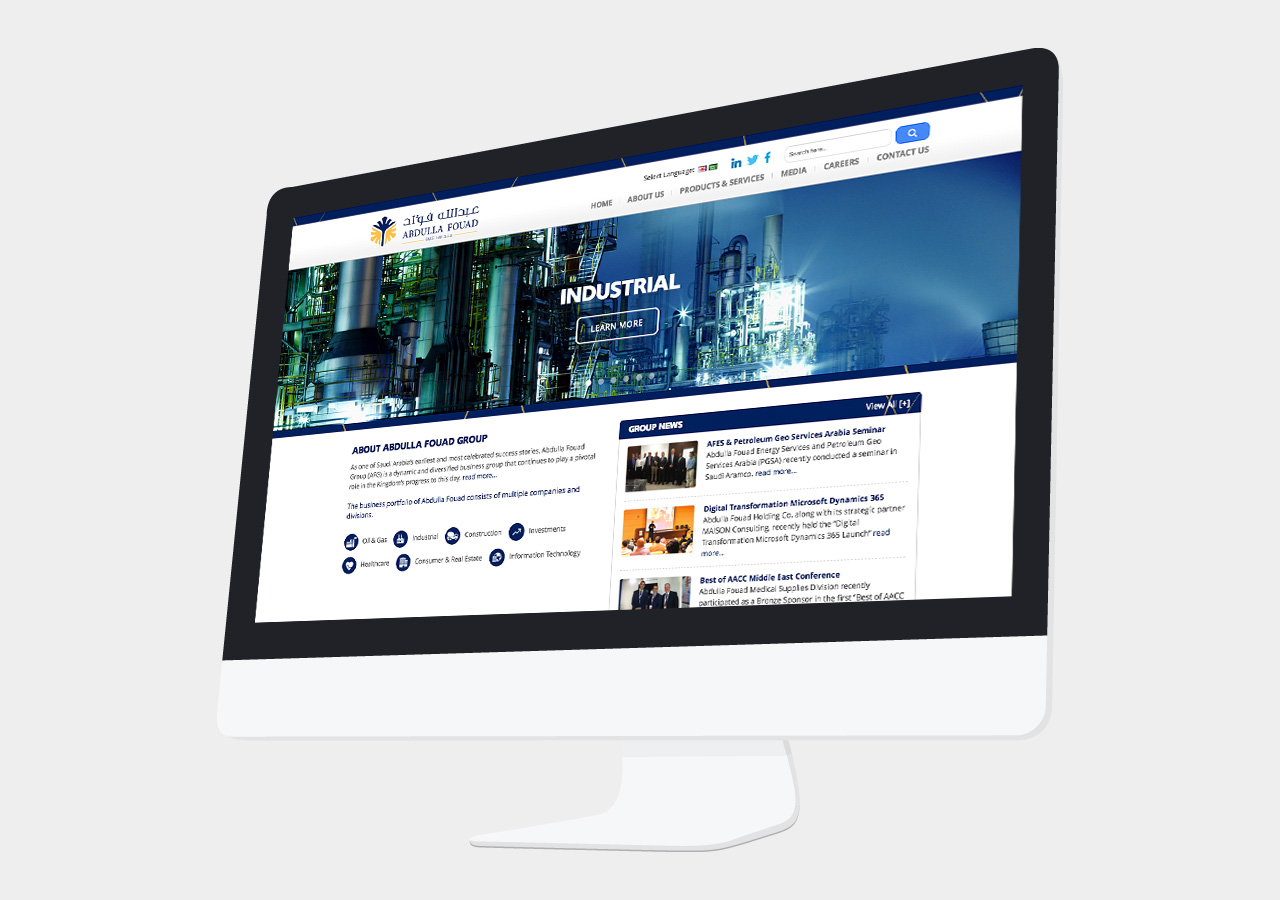 Select Language:
Search here...
HOME
ABOUT US
PRODUCTS & SERVICES
MEDIA
CAREERS
CONTACT US
عبدالله فؤاد
ABDULLA FOUAD
INDUSTRIAL
LEARN MORE
ABOUT ABDULLA FOUAD GROUP
As one of Saudi Arabia's earliest and most celebrated success stories, Abdulla Fouad
Group (AFG) is a dynamic and diversified business group that continues to play a pivotal
role in the Kingdom's progress to this day. read more...
The business portfolio of Abdulla Fouad consists of multiple companies and
divisions.
Oil & Gas
Industrial
Construction
Investments
Healthcare
Consumer & Real Estate
Information Technology
GROUP NEWS
View All [+]
AFES & Petroleum Geo Services Arabia Seminar
Abdulla Fouad Energy Services and Petroleum Geo
Services Arabia (PGSA) recently conducted a seminar in
Saudi Aramco. read more...
Digital Transformation Microsoft Dynamics 365
Abdulla Fouad Holding Co. along with its strategic partner
MAISON Consulting, recently held the "Digital
Transformation Microsoft Dynamics 365 Launch" read
more...
Best of AACC Middle East Conference
Abdulla Fouad Medical Supplies Division recently
participated as a Bronze Sponsor in the first "Best of AACC